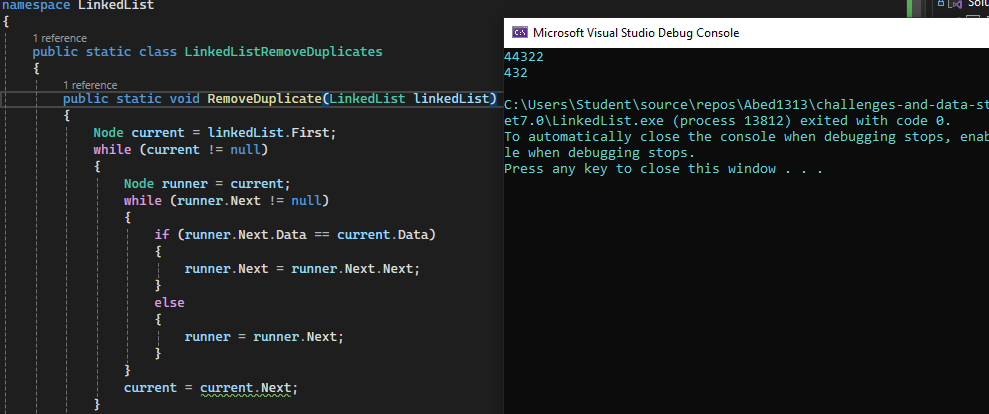 namespace LinkedList
{
1 reference
public static class LinkedListRemoveDuplicates
{
1 reference
public static void RemoveDuplicate(LinkedList linkedList)
{
Node current = linkedList.First;
while (current != null)
{
Node runner = current;
while (runner.Next != null)
{
if (runner.Next.Data == current.Data)
{
runner.Next = runner.Next.Next;
}
else
{
runner = runner.Next;
}
}
current = current.Next;
}
Solu
C:\ Microsoft Visual Studio Debug Console
44322
432
C:\Users\Student\source\repos\Abed1313\challenges-and-data-st
et7.0\LinkedList.exe (process 13812) exited with code 0.
To automatically close the console when debugging stops, enab
le when debugging stops.
Press any key to close this window . . .